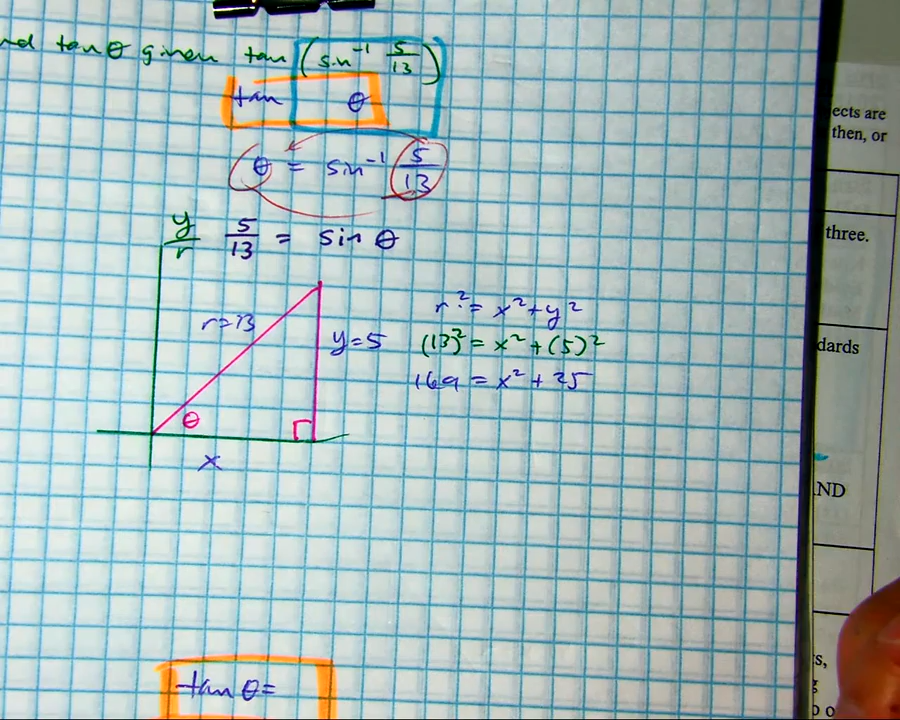 nd tan θ given tan (sin⁻¹ 5/13)
tan θ
θ = sin⁻¹ 5/13
y/r 5/13 = sin θ
r=13
y=5
θ
x
r² = x² + y²
(13)² = x² + (5)²
169 = x² + 25
tan θ =
ects are
then, or
three.
dards
ND
s,